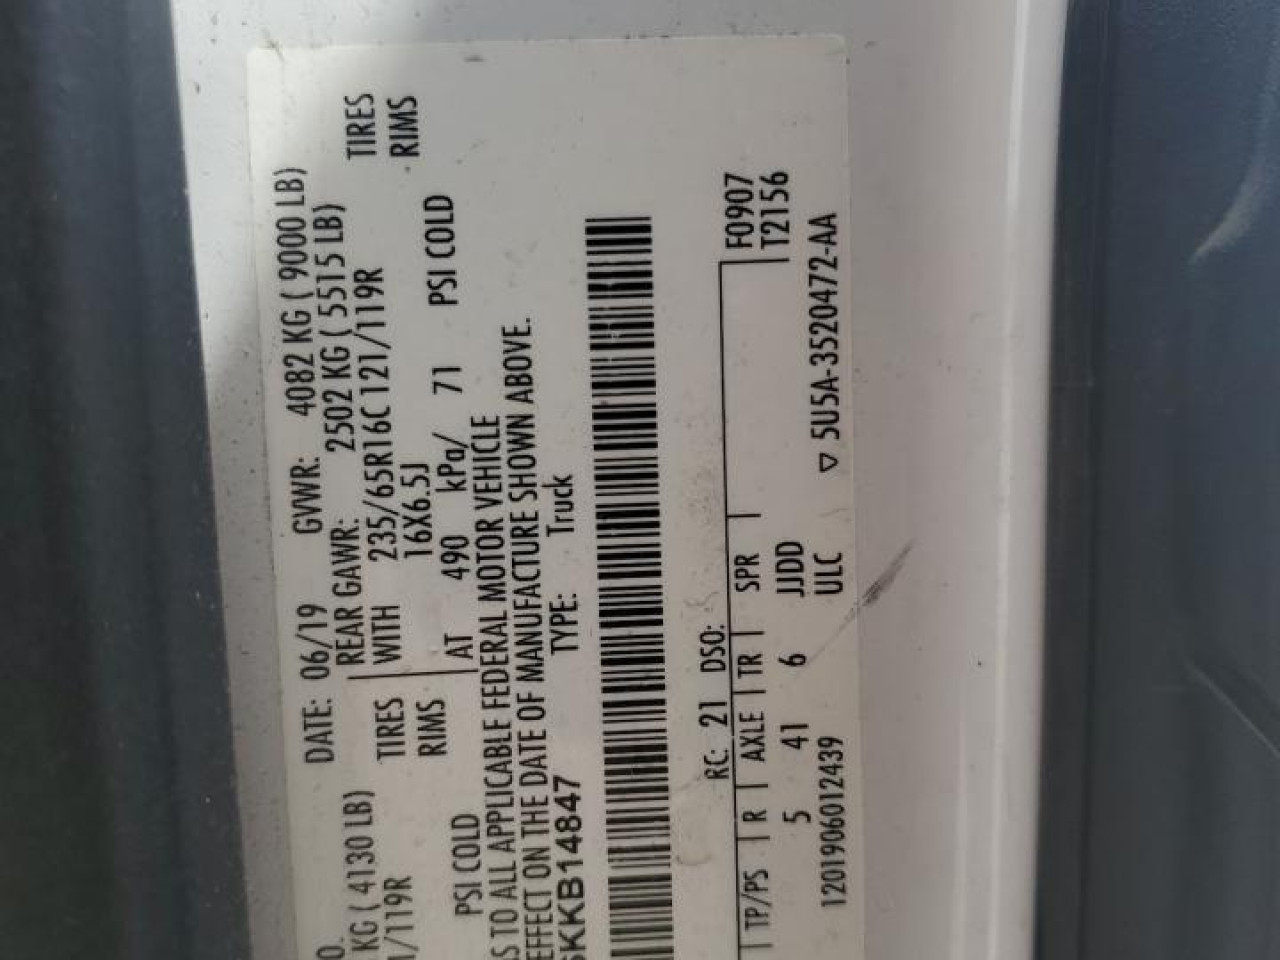 O.
DATE: 06/19 GVWR: 4082 KG ( 9000 LB)
KG ( 4130 LB)
REAR GAWR: 2502 KG ( 5515 LB)
/119R TIRES WITH 235/65R16C 121/119R TIRES
RIMS 16X6.5J RIMS
PSI COLD AT 490 kPa/ 71 PSI COLD
S TO ALL APPLICABLE FEDERAL MOTOR VEHICLE
EFFECT ON THE DATE OF MANUFACTURE SHOWN ABOVE.
KKB14847 TYPE: Truck
RC: 21 DSO:
TP/PS R AXLE TR SPR F0907
5 41 6 JJDD T2156
1201906012439 ULC ▽ 5U5A-3520472-AA